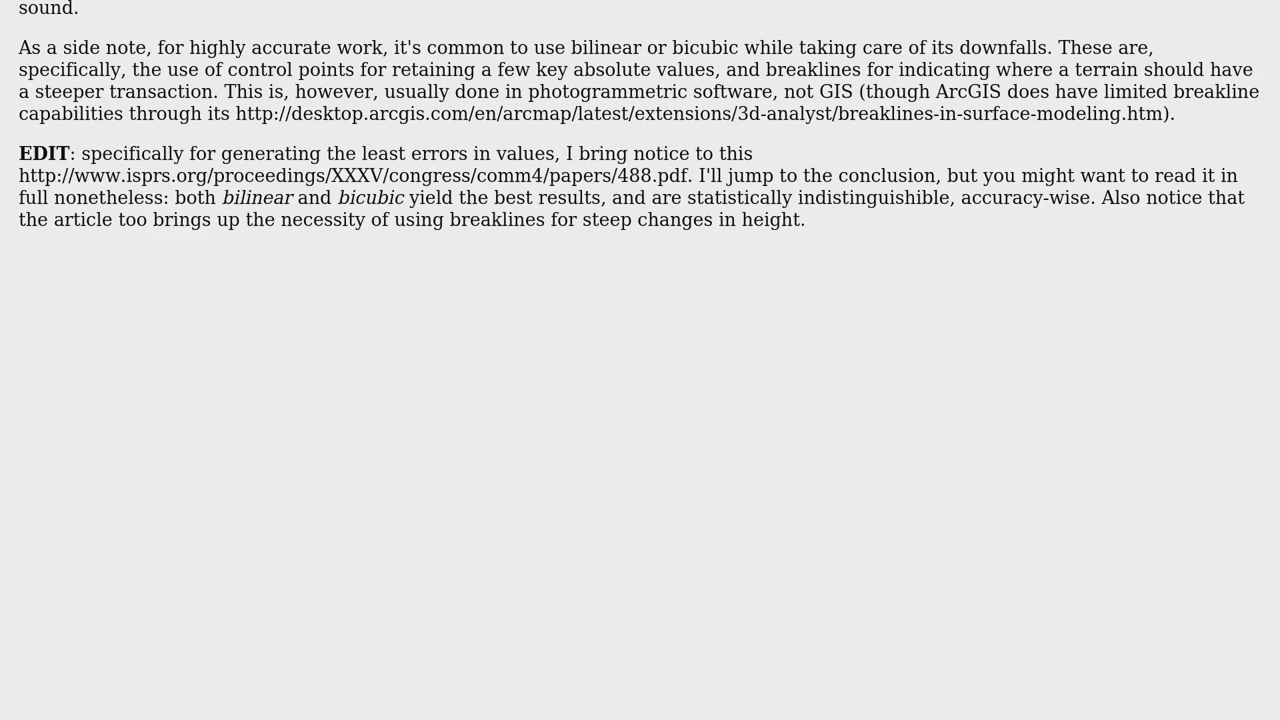 sound.
As a side note, for highly accurate work, it's common to use bilinear or bicubic while taking care of its downfalls. These are,
specifically, the use of control points for retaining a few key absolute values, and breaklines for indicating where a terrain should have
a steeper transaction. This is, however, usually done in photogrammetric software, not GIS (though ArcGIS does have limited breakline
capabilities through its http://desktop.arcgis.com/en/arcmap/latest/extensions/3d-analyst/breaklines-in-surface-modeling.htm).
EDIT: specifically for generating the least errors in values, I bring notice to this
http://www.isprs.org/proceedings/XXXV/congress/comm4/papers/488.pdf. I'll jump to the conclusion, but you might want to read it in
full nonetheless: both bilinear and bicubic yield the best results, and are statistically indistinguishible, accuracy-wise. Also notice that
the article too brings up the necessity of using breaklines for steep changes in height.